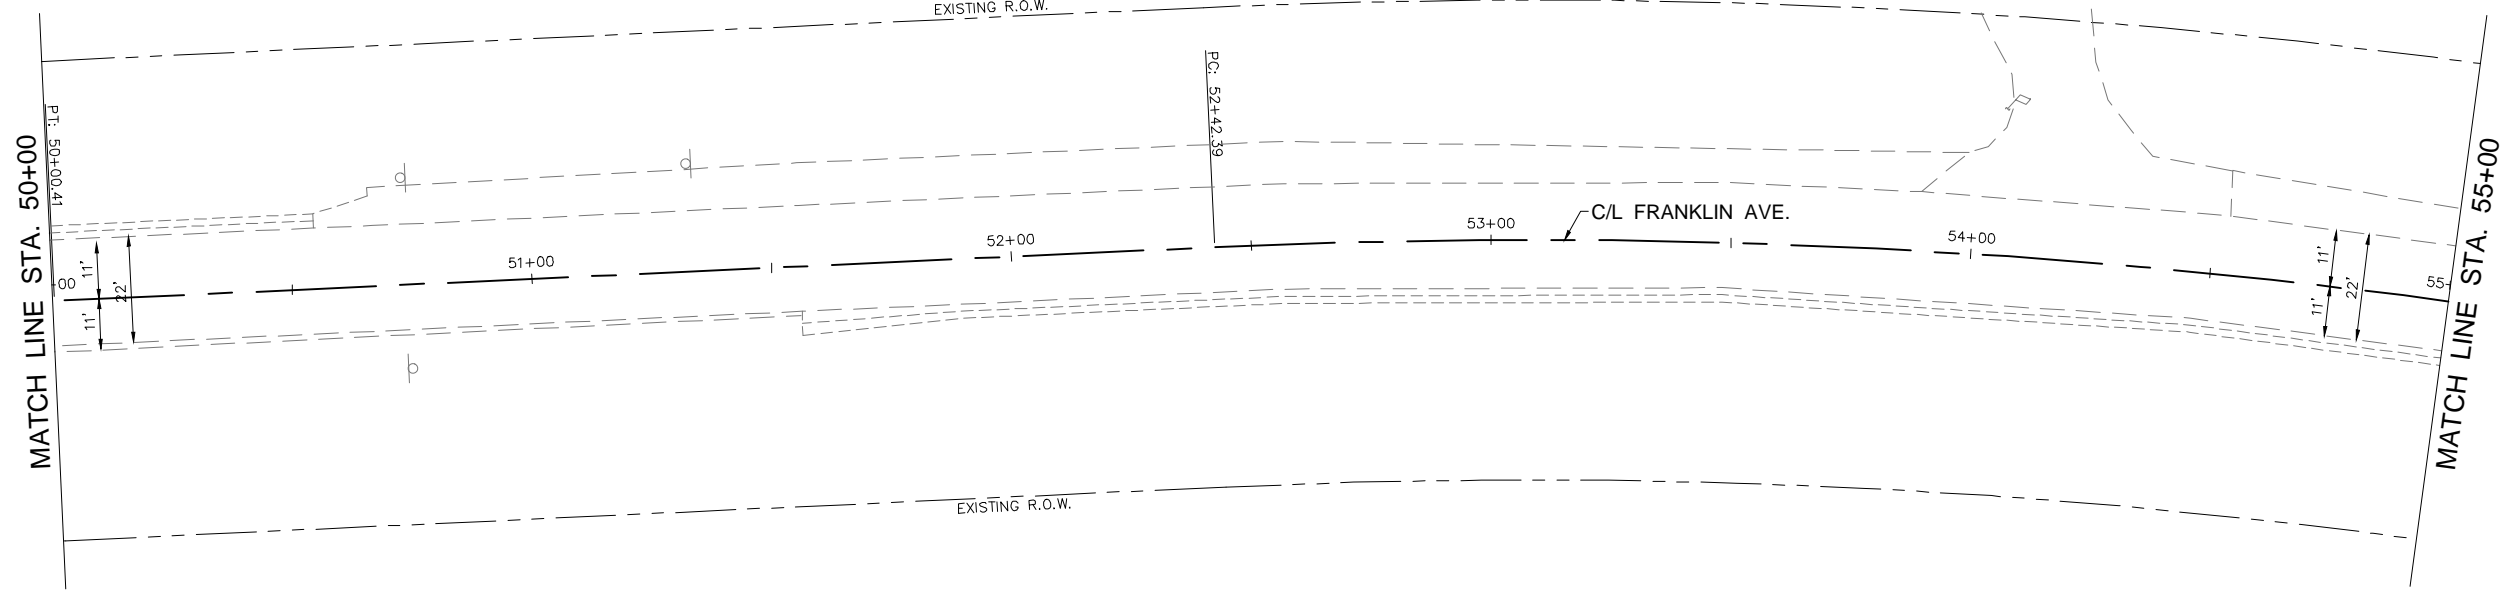 EXISTING R.O.W.
PT: 50+00.41
PC: 52+42.39
MATCH LINE STA. 50+00
MATCH LINE STA. 55+00
C/L FRANKLIN AVE.
-00
51+00
52+00
53+00
54+00
55-
11'
22'
11'
11'
22'
11'
EXISTING R.O.W.